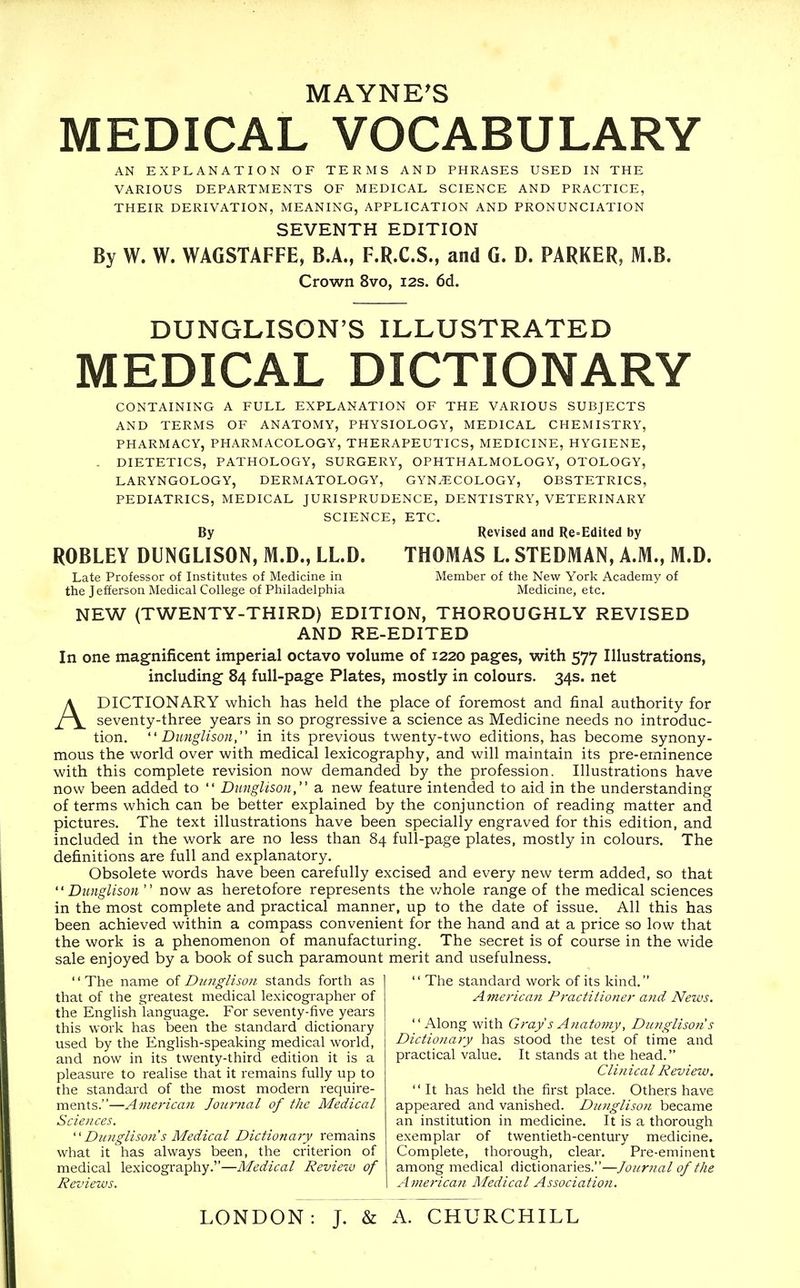 MAYNE'S
MEDICAL VOCABULARY
AN EXPLANATION OF TERMS AND PHRASES USED IN THE
VARIOUS DEPARTMENTS OF MEDICAL SCIENCE AND PRACTICE,
THEIR DERIVATION, MEANING, APPLICATION AND PRONUNCIATION
SEVENTH EDITION
By W. W. WAGSTAFFE, B.A., F.R.C.S., and G. D. PARKER, M.B.
Crown 8vo, 12s. 6d.
DUNGLISON'S ILLUSTRATED
MEDICAL DICTIONARY
CONTAINING A FULL EXPLANATION OF THE VARIOUS SUBJECTS
AND TERMS OF ANATOMY, PHYSIOLOGY, MEDICAL CHEMISTRY,
PHARMACY, PHARMACOLOGY, THERAPEUTICS, MEDICINE, HYGIENE,
DIETETICS, PATHOLOGY, SURGERY, OPHTHALMOLOGY, OTOLOGY,
LARYNGOLOGY, DERMATOLOGY, GYNÆCOLOGY, OBSTETRICS,
PEDIATRICS, MEDICAL JURISPRUDENCE, DENTISTRY, VETERINARY
SCIENCE, ETC.
By
ROBLEY DUNGLISON, M.D., LL.D.
Late Professor of Institutes of Medicine in
the Jefferson Medical College of Philadelphia
Revised and Re-Edited by
THOMAS L. STEDMAN, A.M., M.D.
Member of the New York Academy of
Medicine, etc.
NEW (TWENTY-THIRD) EDITION, THOROUGHLY REVISED
AND RE-EDITED
In one magnificent imperial octavo volume of 1220 pages, with 577 Illustrations,
including 84 full-page Plates, mostly in colours. 34s. net
A DICTIONARY which has held the place of foremost and final authority for
seventy-three years in so progressive a science as Medicine needs no introduc-
tion. "Dunglison," in its previous twenty-two editions, has become synony-
mous the world over with medical lexicography, and will maintain its pre-eminence
with this complete revision now demanded by the profession. Illustrations have
now been added to "Dunglison," a new feature intended to aid in the understanding
of terms which can be better explained by the conjunction of reading matter and
pictures. The text illustrations have been specially engraved for this edition, and
included in the work are no less than 84 full-page plates, mostly in colours. The
definitions are full and explanatory.
Obsolete words have been carefully excised and every new term added, so that
"Dunglison" now as heretofore represents the whole range of the medical sciences
in the most complete and practical manner, up to the date of issue. All this has
been achieved within a compass convenient for the hand and at a price so low that
the work is a phenomenon of manufacturing. The secret is of course in the wide
sale enjoyed by a book of such paramount merit and usefulness.
"The name of Dunglison stands forth as
that of the greatest medical lexicographer of
the English language. For seventy-five years
this work has been the standard dictionary
used by the English-speaking medical world,
and now in its twenty-third edition it is a
pleasure to realise that it remains fully up to
the standard of the most modern require-
ments."—American Journal of the Medical
Sciences.
"Dunglison's Medical Dictionary remains
what it has always been, the criterion of
medical lexicography."—Medical Review of
Reviews.
"The standard work of its kind."
American Practitioner and News.
"Along with Gray's Anatomy, Dunglison's
Dictionary has stood the test of time and
practical value. It stands at the head."
Clinical Review.
"It has held the first place. Others have
appeared and vanished. Dunglison became
an institution in medicine. It is a thorough
exemplar of twentieth-century medicine.
Complete, thorough, clear. Pre-eminent
among medical dictionaries."—Journal of the
American Medical Association.
LONDON: J. & A. CHURCHILL